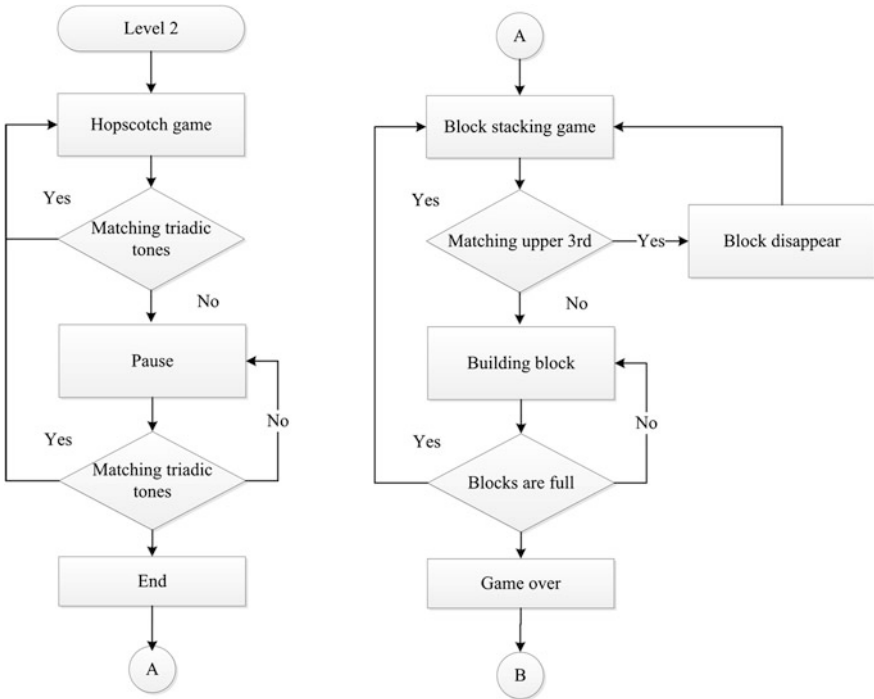 Level 2
Hopscotch game
Yes
Matching triadic
tones
No
Pause
No
Yes
Matching triadic
tones
End
A
A
Block stacking game
Yes
Matching upper 3rd
Yes
Block disappear
No
Building block
No
Yes
Blocks are full
Game over
B